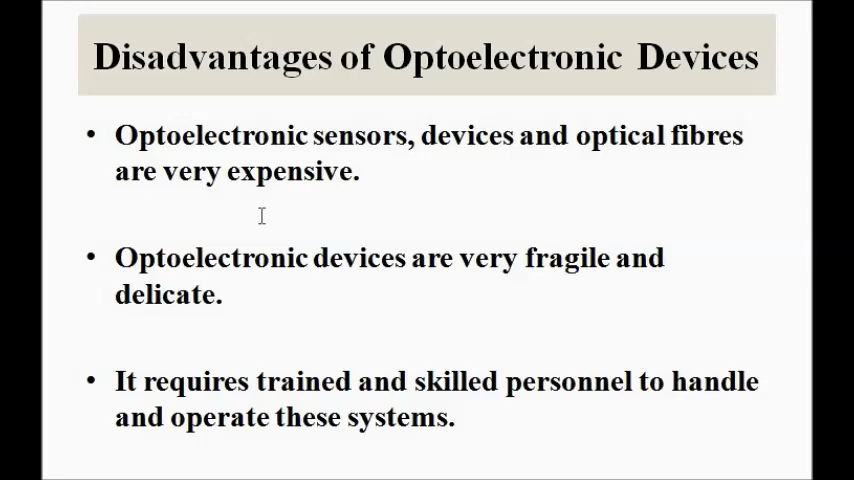 Disadvantages of Optoelectronic Devices
• Optoelectronic sensors, devices and optical fibres
are very expensive.
• Optoelectronic devices are very fragile and
delicate.
• It requires trained and skilled personnel to handle
and operate these systems.